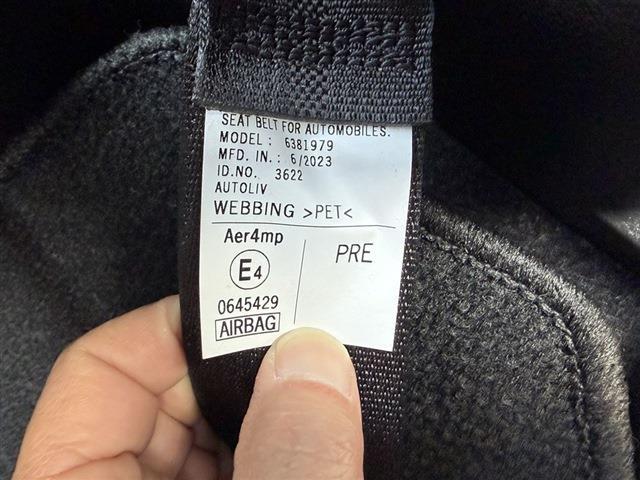 SEAT BELT FOR AUTOMOBILES.
MODEL : 6381979
MFD. IN. : 6/2023
ID.NO. 3622
AUTOLIV
WEBBING >PET<
Aer4mp
PRE
E4
0645429
AIRBAG